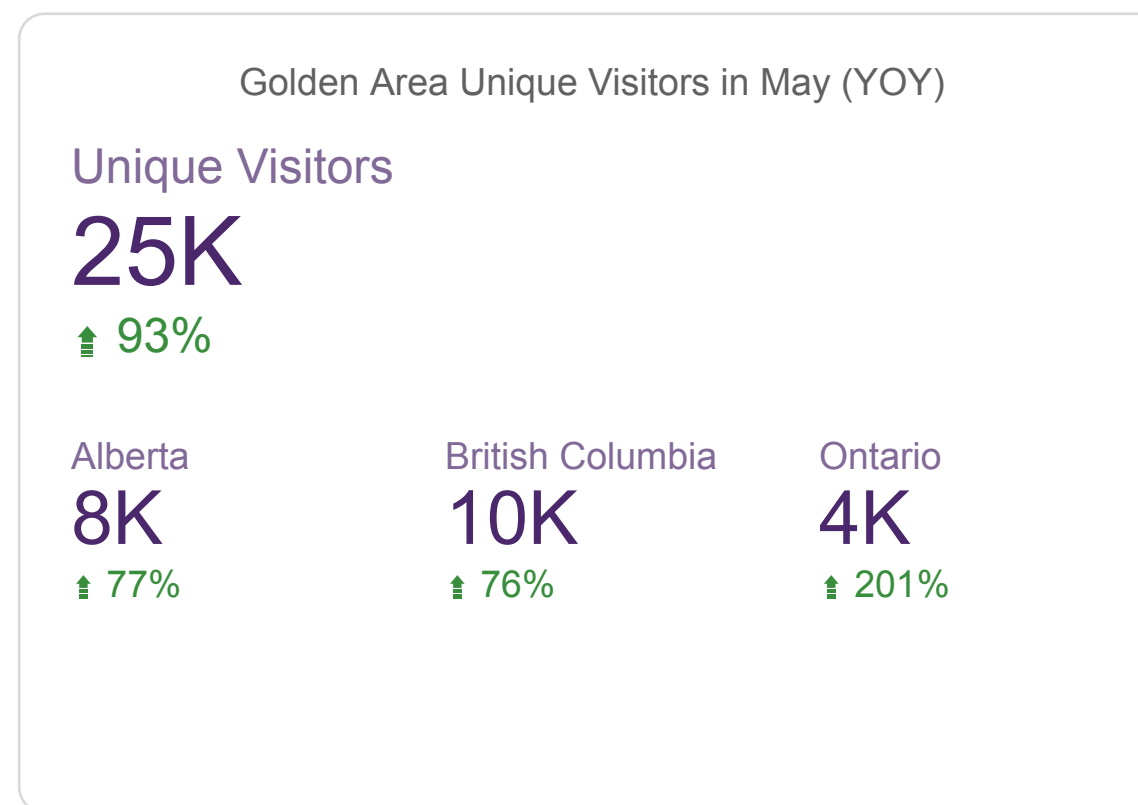 Golden Area Unique Visitors in May (YOY)
Unique Visitors
25K
93%
Alberta British Columbia Ontario
8K 10K 4K
77% 76% 201%